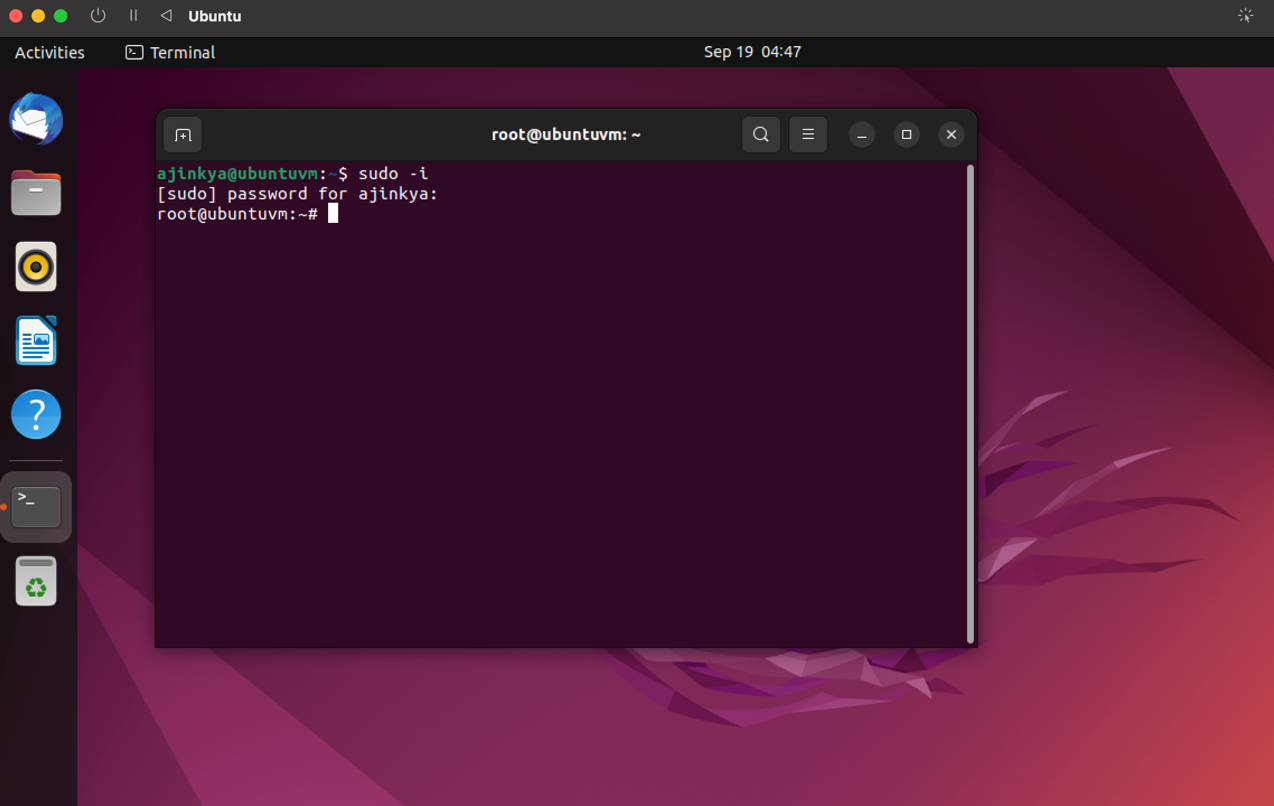 Ubuntu
Activities
Terminal
Sep 19 04:47
root@ubuntuvm: ~
ajinkya@ubuntuvm:~$ sudo -i
[sudo] password for ajinkya:
root@ubuntuvm:~#
?
>_